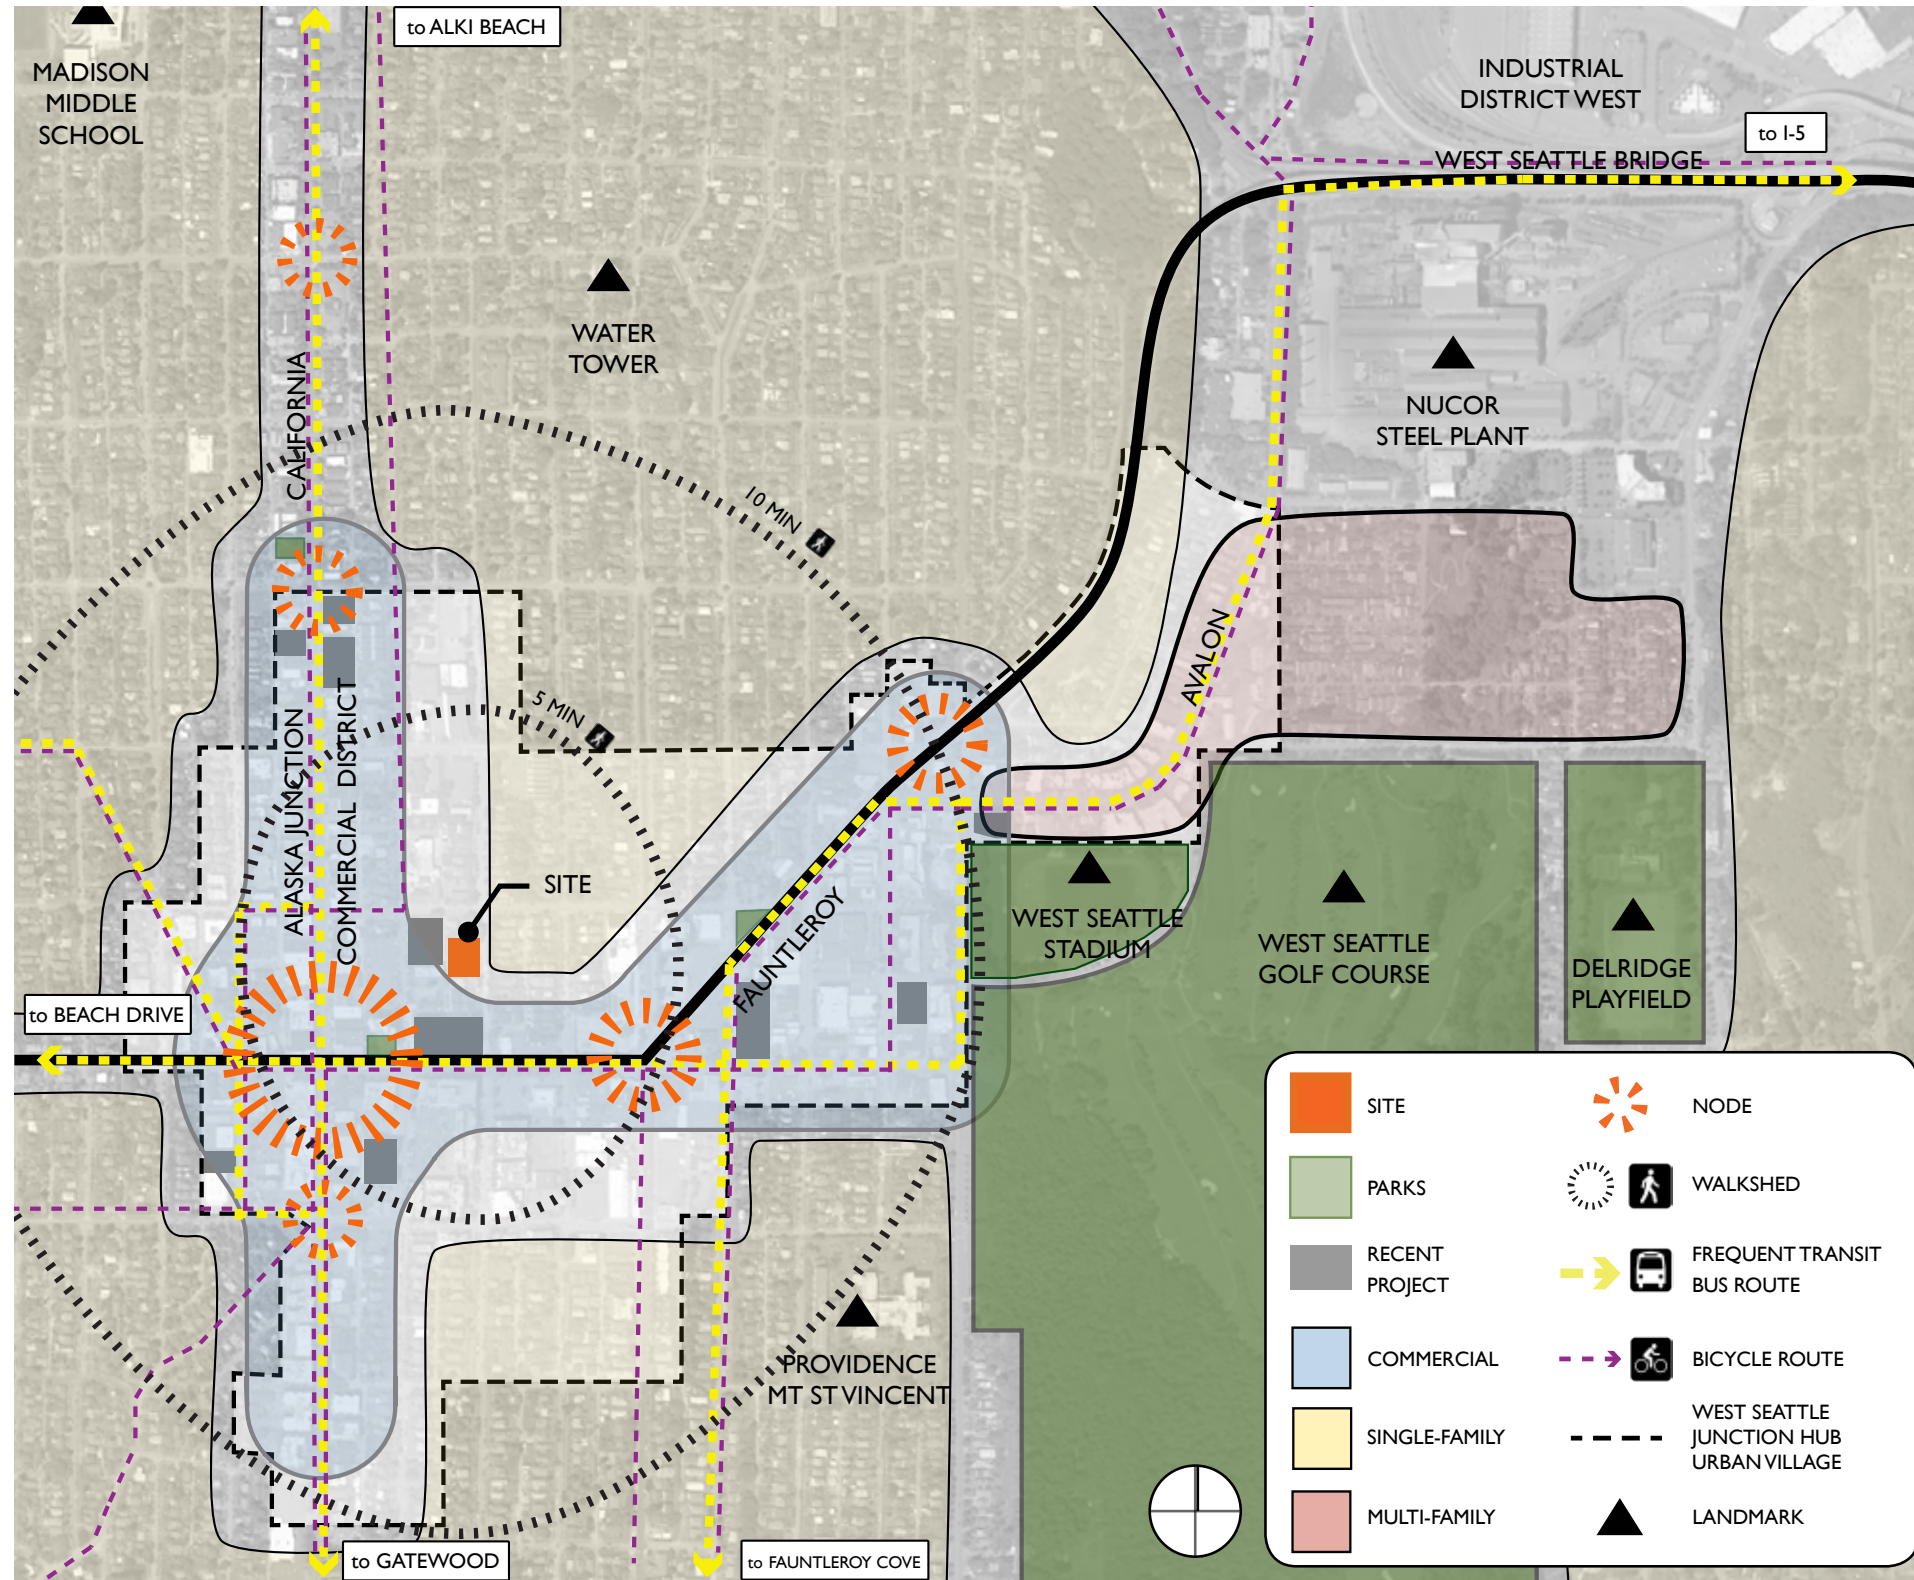 to ALKI BEACH
MADISON
MIDDLE
SCHOOL
INDUSTRIAL
DISTRICT WEST
to I-5
WEST SEATTLE BRIDGE
WATER
TOWER
CALIFORNIA
NUCOR
STEEL PLANT
10 MIN
5 MIN
AVALON
ALASKA JUNCTION
COMMERCIAL DISTRICT
SITE
FAUNTLEROY
WEST SEATTLE
STADIUM
WEST SEATTLE
GOLF COURSE
DELRIDGE
PLAYFIELD
to BEACH DRIVE
PROVIDENCE
MT ST VINCENT
to GATEWOOD
to FAUNTLEROY COVE
SITE
PARKS
RECENT
PROJECT
COMMERCIAL
SINGLE-FAMILY
MULTI-FAMILY
NODE
WALKSHED
FREQUENT TRANSIT
BUS ROUTE
BICYCLE ROUTE
WEST SEATTLE
JUNCTION HUB
URBAN VILLAGE
LANDMARK